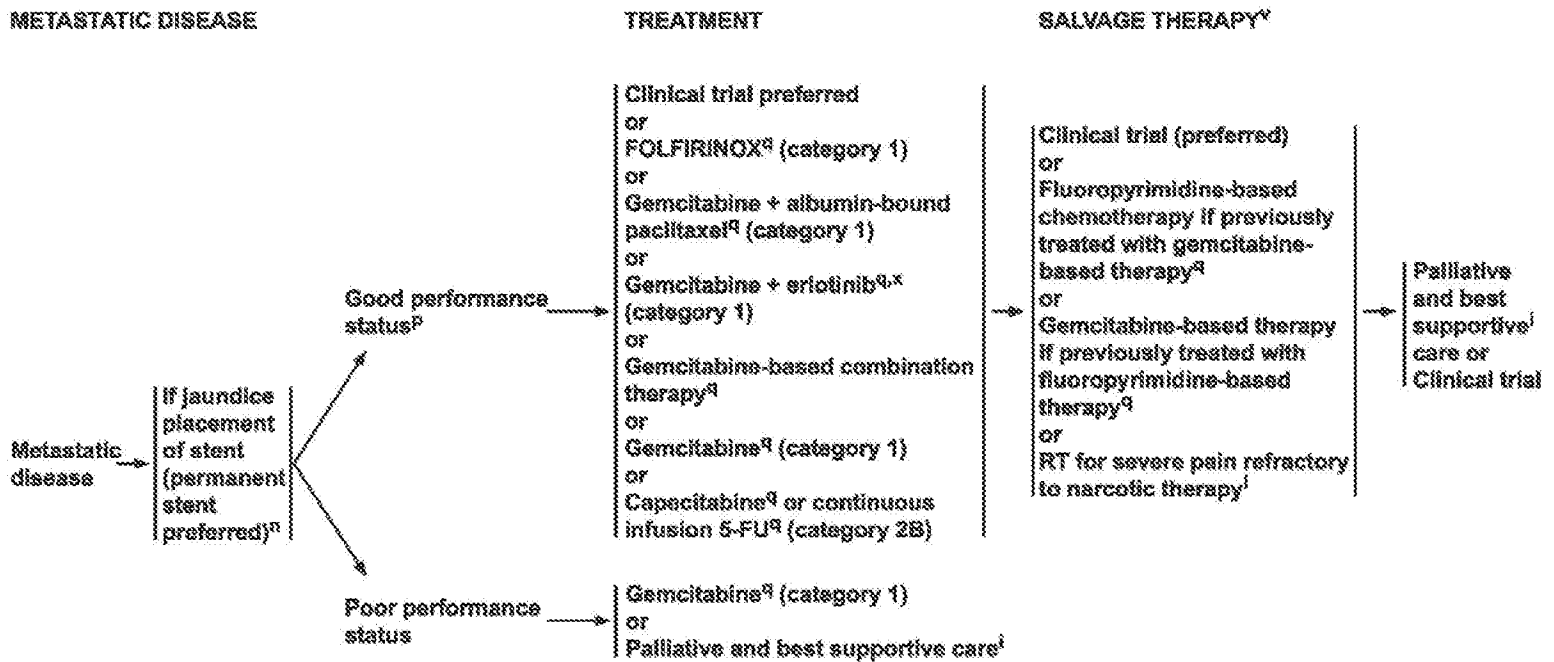 METASTATIC DISEASE
TREATMENT
SALVAGE THERAPYᵛ
Metastatic
disease
If jaundice
placement
of stent
(permanent
stent
preferred)ⁿ
Good performance
statusᵖ
Clinical trial preferred
or
FOLFIRINOX^q (category 1)
or
Gemcitabine + albumin-bound
paclitaxel^q (category 1)
or
Gemcitabine + erlotinib^q,x
(category 1)
or
Gemcitabine-based combination
therapy^q
or
Gemcitabine^q (category 1)
or
Capecitabine^q or continuous
infusion 5-FU^q (category 2B)
Clinical trial (preferred)
or
Fluoropyrimidine-based
chemotherapy if previously
treated with gemcitabine-
based therapy^q
or
Gemcitabine-based therapy
if previously treated with
fluoropyrimidine-based
therapy^q
or
RT for severe pain refractory
to narcotic therapyʲ
Palliative
and best
supportiveʲ
care or
Clinical trial
Poor performance
status
Gemcitabine^q (category 1)
or
Palliative and best supportive careʲ